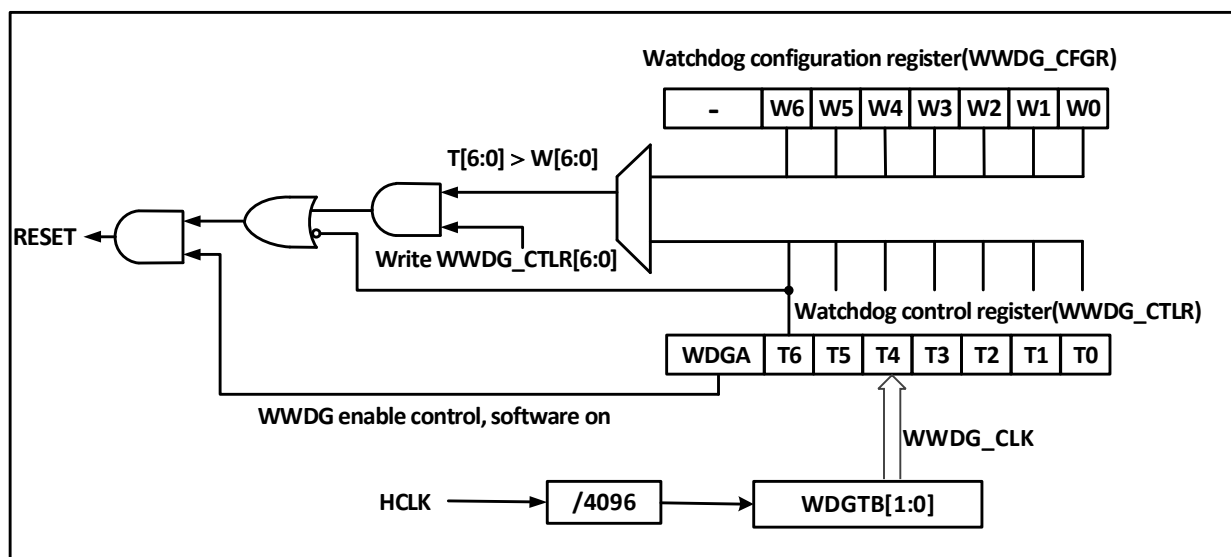 Watchdog configuration register(WWDG_CFGR)
- W6 W5 W4 W3 W2 W1 W0
T[6:0] > W[6:0]
RESET
Write WWDG_CTLR[6:0]
Watchdog control register(WWDG_CTLR)
WDGA T6 T5 T4 T3 T2 T1 T0
WWDG enable control, software on
WWDG_CLK
HCLK /4096 WDGTB[1:0]